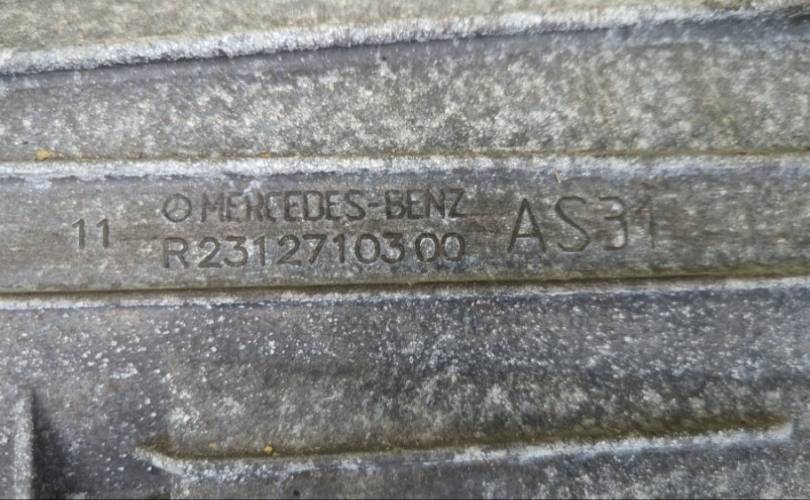 11
MERCEDES-BENZ
R2312710300
AS31